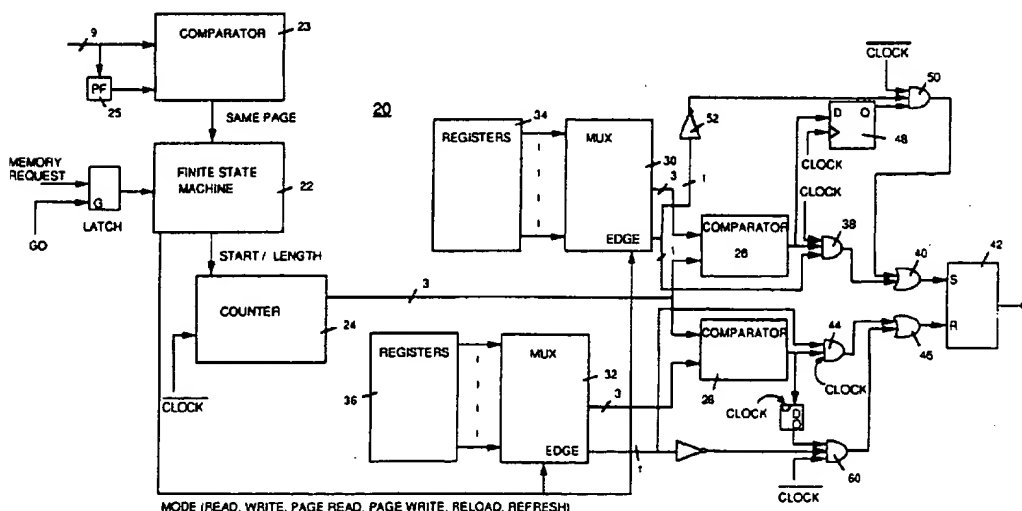 23
COMPARATOR
9
PF
25
SAME PAGE
MEMORY
REQUEST
G
LATCH
GO
FINITE STATE
MACHINE
22
START / LENGTH
COUNTER
24
CLOCK
20
34
REGISTERS
MUX
30
3
EDGE
1
1
52
CLOCK
50
D Q
48
CLOCK
CLOCK
38
COMPARATOR
26
40
42
S
R
3
36
REGISTERS
MUX
32
3
EDGE
1
COMPARATOR
28
44
46
CLOCK
CLOCK
D
Q
60
CLOCK
MODE (READ, WRITE, PAGE READ, PAGE WRITE, RELOAD, REFRESH)